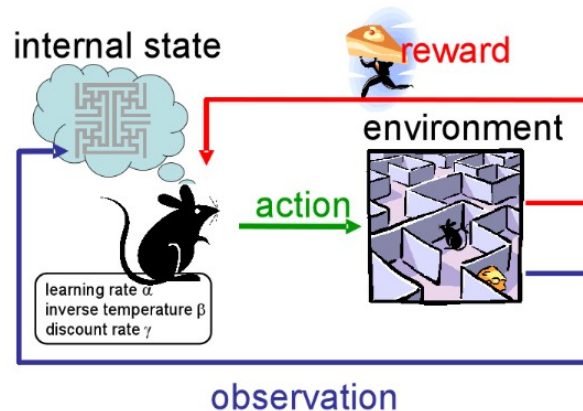 internal state
reward
environment
action
learning rate α
inverse temperature β
discount rate γ
observation